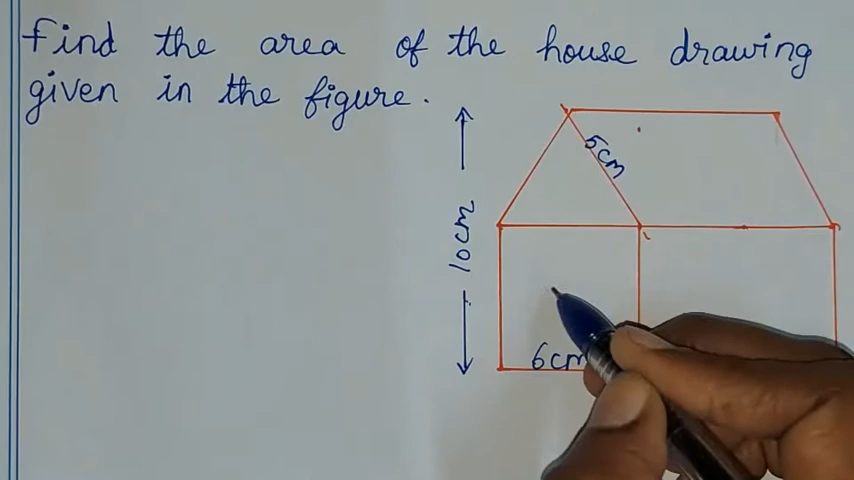 Find the area of the house drawing
given in the figure.
5cm
10cm
6cm